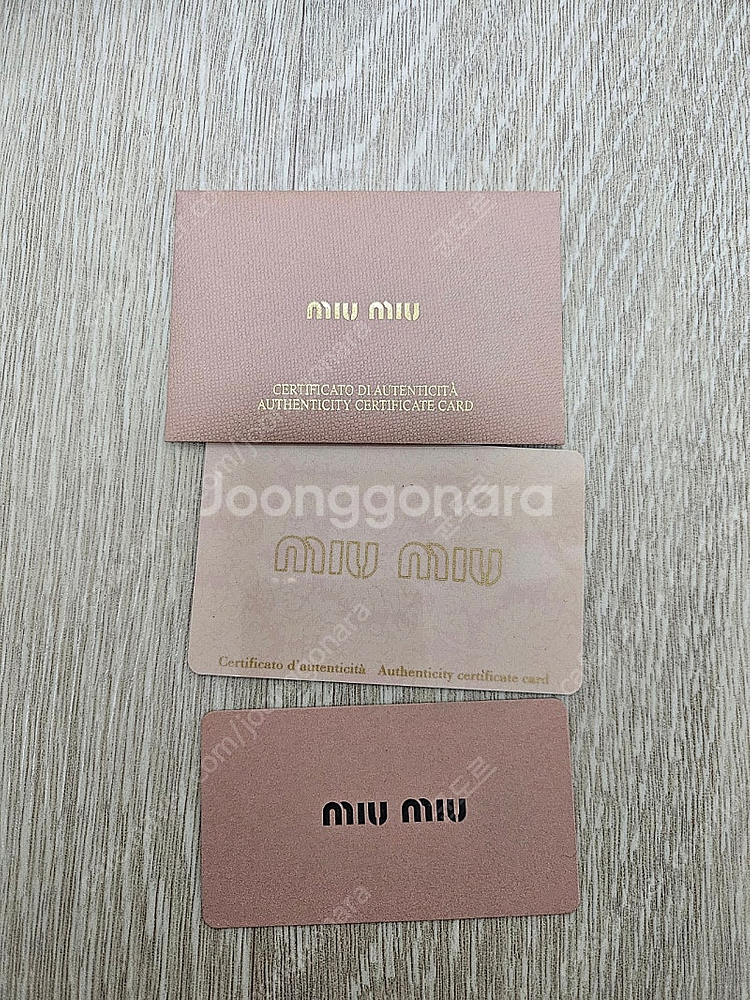 miu miu
CERTIFICATO DI AUTENTICITÀ
AUTHENTICITY CERTIFICATE CARD
Joonggonara
miu miu
Certificato d'autenticità Authenticity certificate card
miu miu